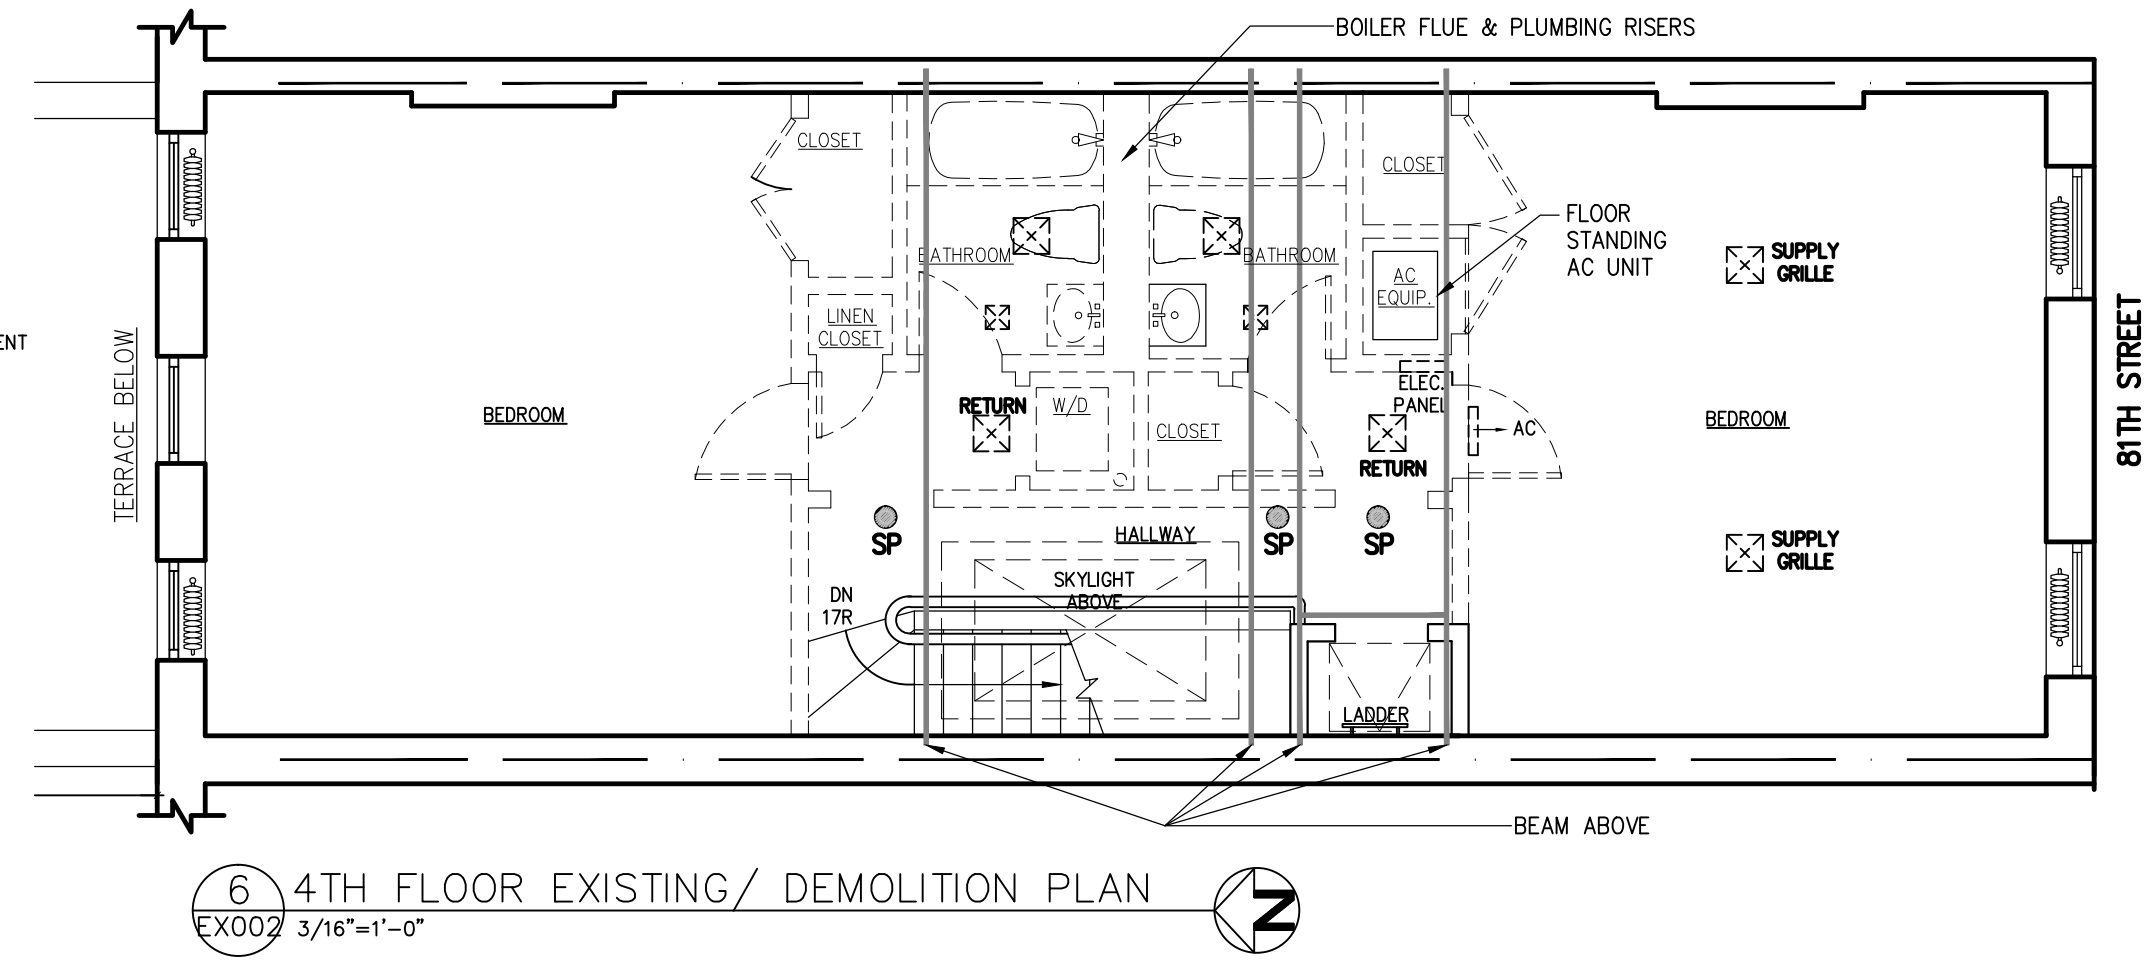 BOILER FLUE & PLUMBING RISERS
CLOSET
CLOSET
FLOOR
STANDING
AC UNIT
BATHROOM
BATHROOM
AC
EQUIP.
SUPPLY
GRILLE
LINEN
CLOSET
ENT
TERRACE BELOW
81TH STREET
ELEC.
PANEL
BEDROOM
RETURN
W/D
CLOSET
AC
BEDROOM
RETURN
SP
SP
SP
HALLWAY
SUPPLY
GRILLE
SKYLIGHT
ABOVE
DN
17R
LADDER
BEAM ABOVE
6
EX002
4TH FLOOR EXISTING/ DEMOLITION PLAN
3/16"=1'-0"
N